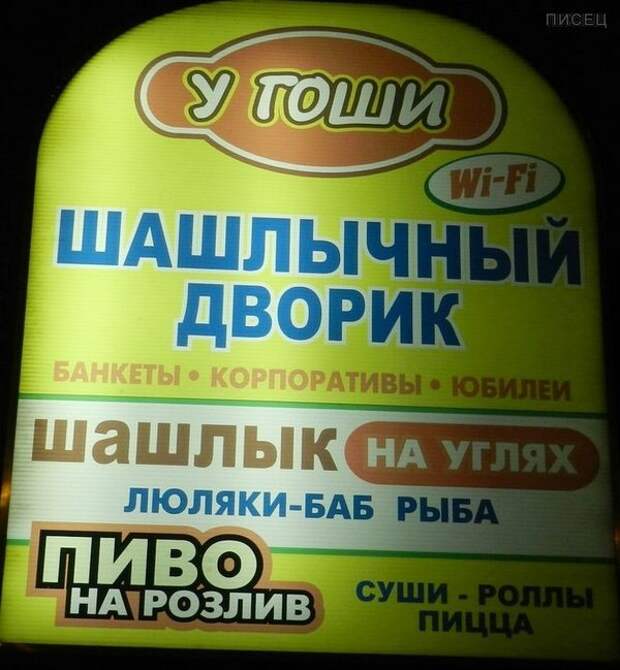 ПИСЕЦ
У ГОШИ
Wi-Fi
ШАШЛЫЧНЫЙ
ДВОРИК
БАНКЕТЫ • КОРПОРАТИВЫ • ЮБИЛЕИ
шашлык НА УГЛЯХ
ЛЮЛЯКИ-БАБ РЫБА
ПИВО
НА РОЗЛИВ
СУШИ - РОЛЛЫ
ПИЦЦА